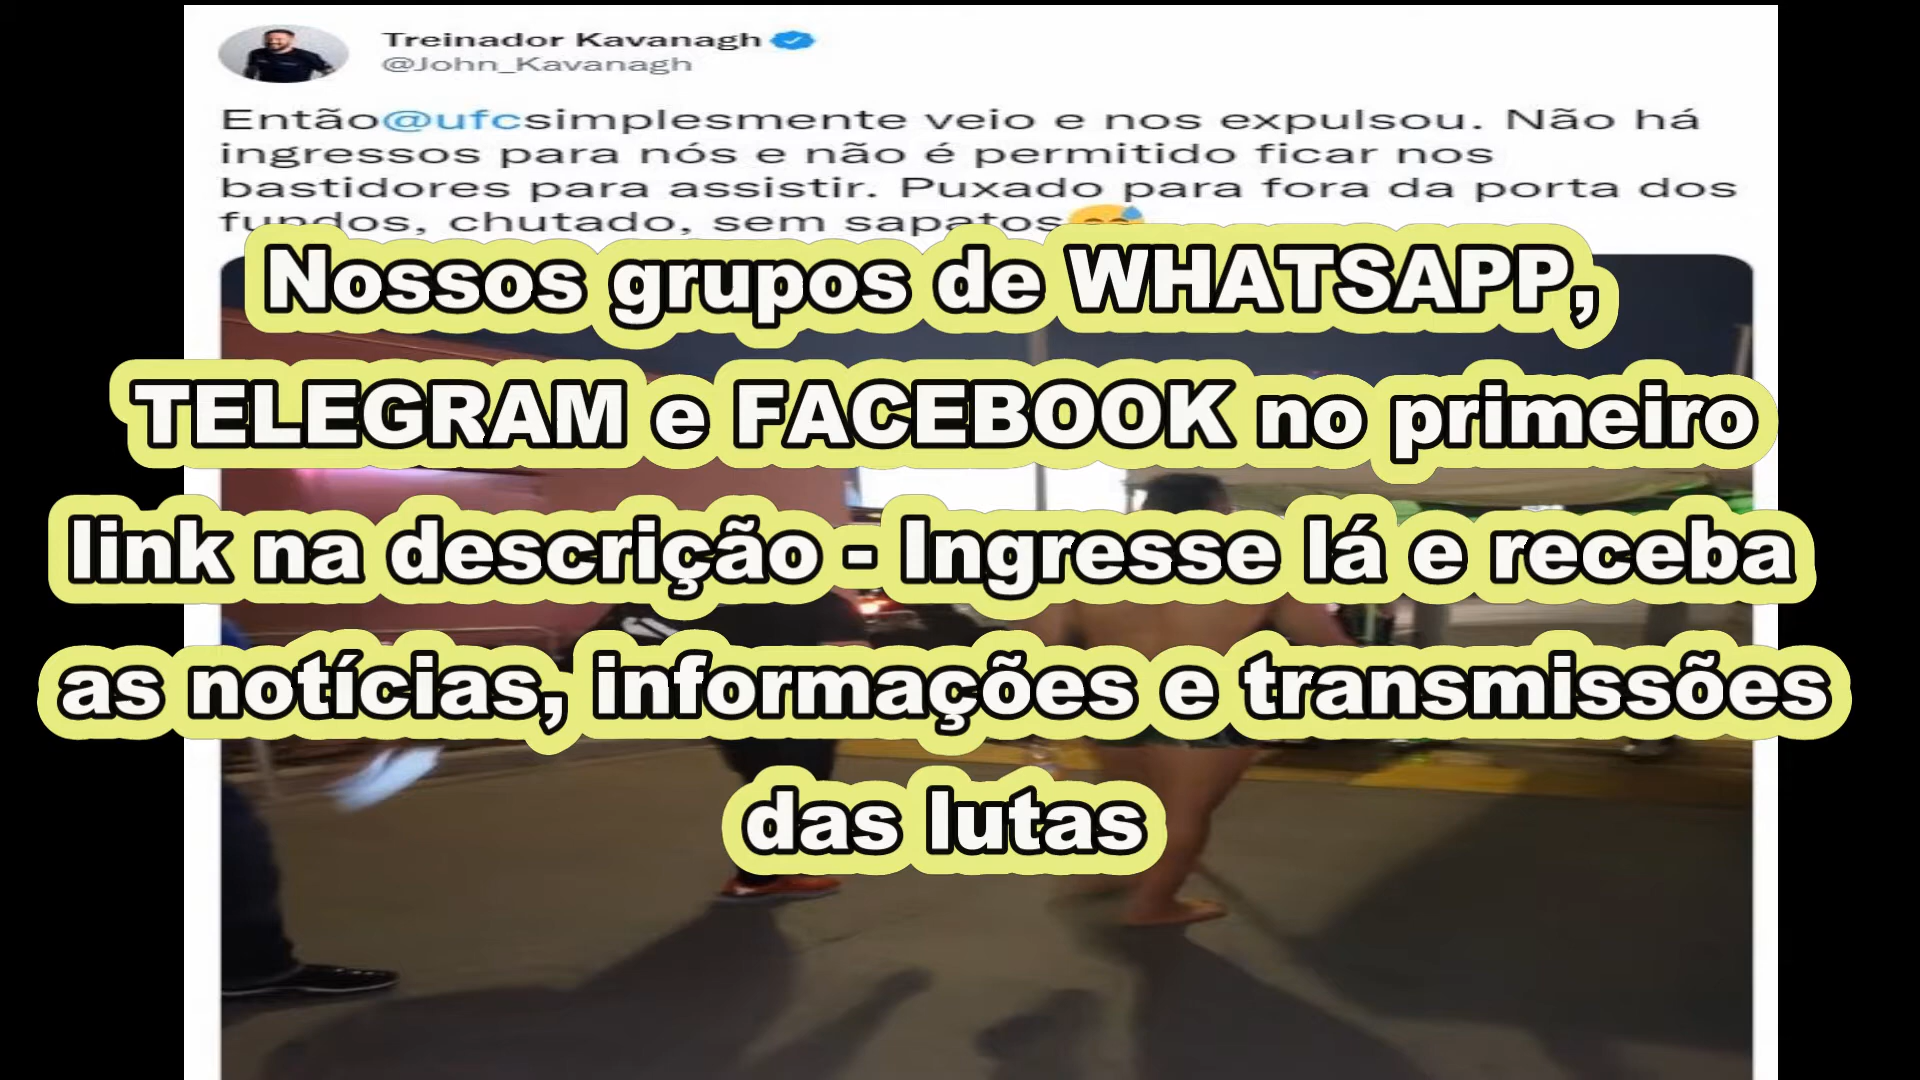 Treinador Kavanagh
@John_Kavanagh
Então@ufcsimplesmente veio e nos expulsou. Não há
ingressos para nós e não é permitido ficar nos
bastidores para assistir. Puxado para fora da porta dos
fundos, chutado, sem sapatos
Nossos grupos de WHATSAPP,
TELEGRAM e FACEBOOK no primeiro
link na descrição - Ingresse lá e receba
as notícias, informações e transmissões
das lutas